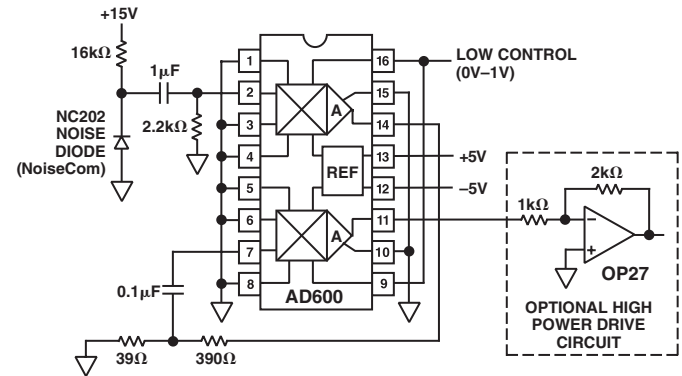 +15V
16kΩ
1μF
NC202
NOISE
DIODE
(NoiseCom)
2.2kΩ
1
2
3
4
5
6
7
8
16
15
14
13
12
11
10
9
A
REF
A
AD600
LOW CONTROL
(0V–1V)
+5V
–5V
0.1μF
39Ω
390Ω
1kΩ
2kΩ
–
+
OP27
OPTIONAL HIGH
POWER DRIVE
CIRCUIT